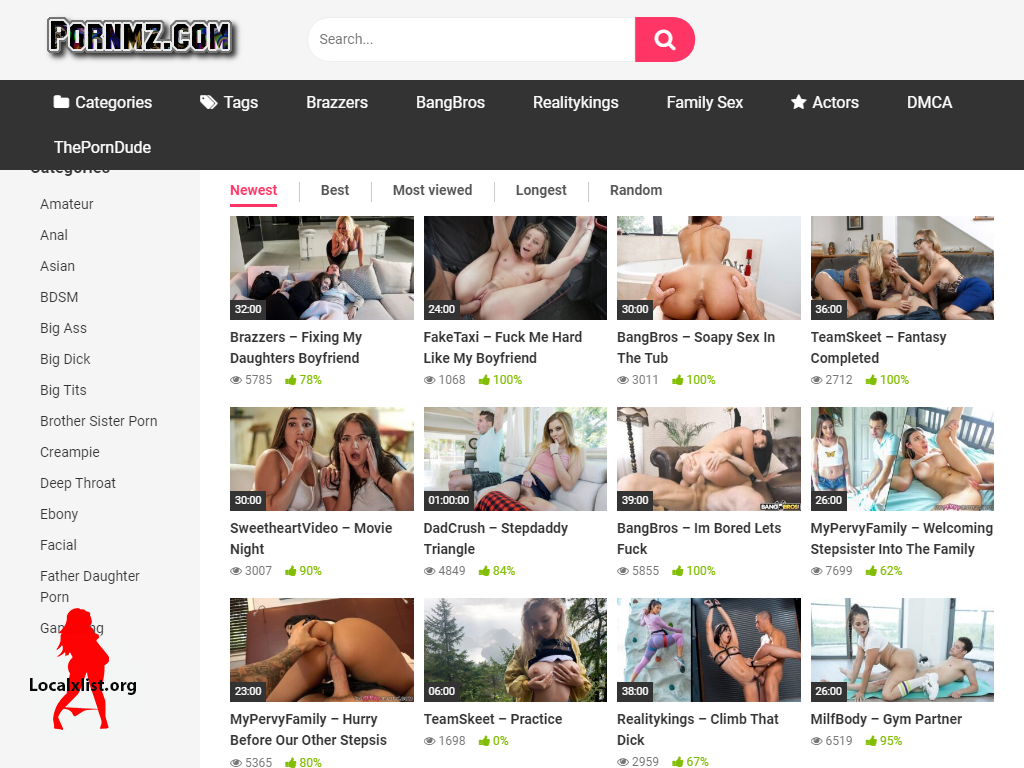 PORNMZ.COM
Search...
Categories
Tags
Brazzers
BangBros
Realitykings
Family Sex
Actors
DMCA
ThePornDude
Categories
Amateur
Anal
Asian
BDSM
Big Ass
Big Dick
Big Tits
Brother Sister Porn
Creampie
Deep Throat
Ebony
Facial
Father Daughter
Porn
Localxlist.org
Newest
Best
Most viewed
Longest
Random
32:00
24:00
30:00
36:00
Brazzers – Fixing My
Daughters Boyfriend
5785 78%
FakeTaxi – Fuck Me Hard
Like My Boyfriend
1068 100%
BangBros – Soapy Sex In
The Tub
3011 100%
TeamSkeet – Fantasy
Completed
2712 100%
30:00
01:00:00
39:00
26:00
SweetheartVideo – Movie
Night
3007 90%
DadCrush – Stepdaddy
Triangle
4849 84%
BangBros – Im Bored Lets
Fuck
5855 100%
MyPervyFamily – Welcoming
Stepsister Into The Family
7699 62%
23:00
06:00
38:00
26:00
MyPervyFamily – Hurry
Before Our Other Stepsis
5365 80%
TeamSkeet – Practice
1698 0%
Realitykings – Climb That
Dick
2959 67%
MilfBody – Gym Partner
6519 95%